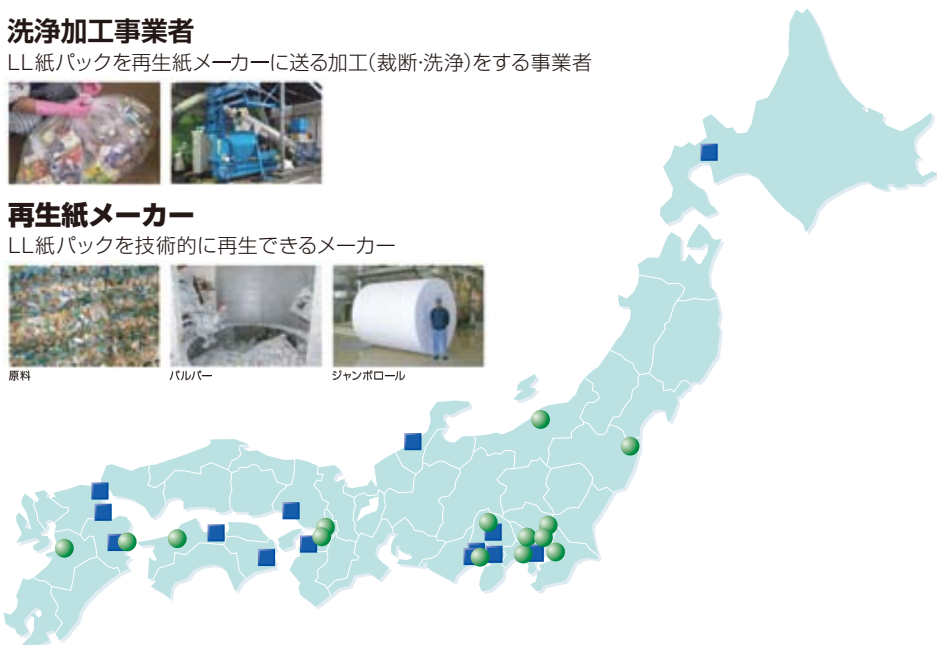 洗浄加工事業者
LL紙パックを再生紙メーカーに送る加工(裁断・洗浄)をする事業者
再生紙メーカー
LL紙パックを技術的に再生できるメーカー
原料
パルパー
ジャンボロール